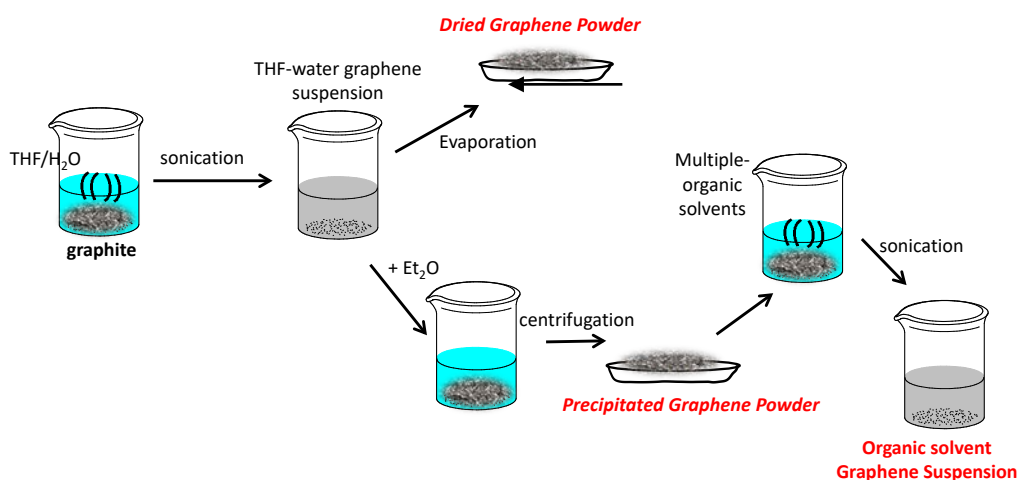 Dried Graphene Powder
THF-water graphene
suspension
Evaporation
THF/H₂O
sonication
graphite
Multiple-
organic
solvents
sonication
+ Et₂O
centrifugation
Precipitated Graphene Powder
Organic solvent
Graphene Suspension